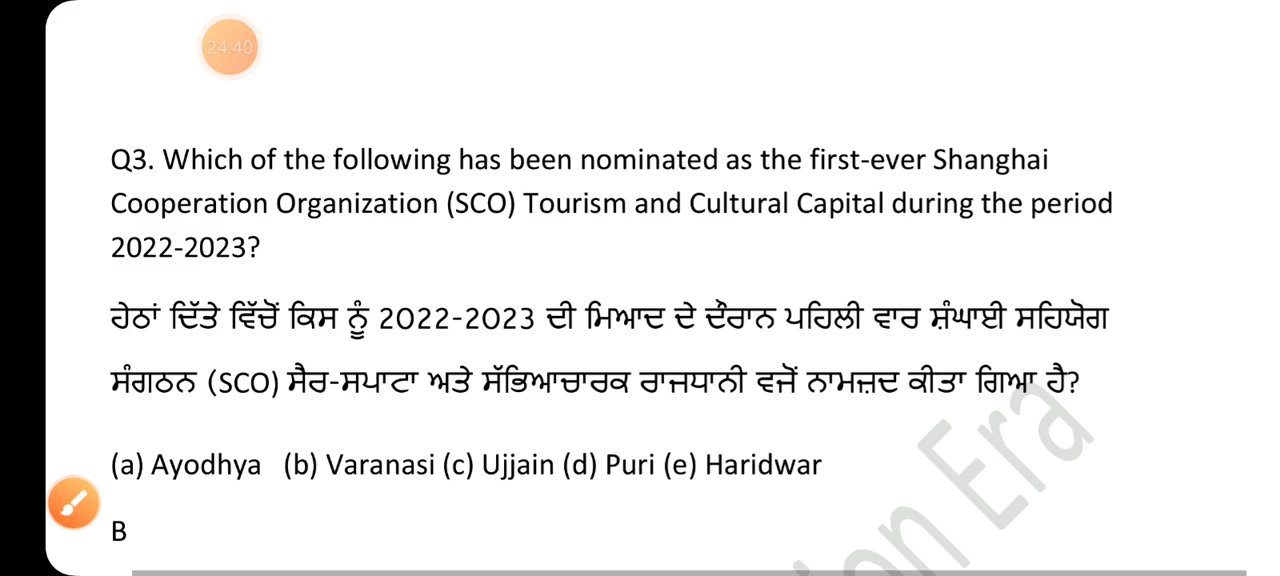 24:40
Q3. Which of the following has been nominated as the first-ever Shanghai
Cooperation Organization (SCO) Tourism and Cultural Capital during the period
2022-2023?
ਹੇਠਾਂ ਦਿੱਤੇ ਵਿੱਚੋਂ ਕਿਸ ਨੂੰ 2022-2023 ਦੀ ਮਿਆਦ ਦੇ ਦੌਰਾਨ ਪਹਿਲੀ ਵਾਰ ਸ਼ੰਘਾਈ ਸਹਿਯੋਗ
ਸੰਗਠਨ (SCO) ਸੈਰ-ਸਪਾਟਾ ਅਤੇ ਸੱਭਿਆਚਾਰਕ ਰਾਜਧਾਨੀ ਵਜੋਂ ਨਾਮਜ਼ਦ ਕੀਤਾ ਗਿਆ ਹੈ?
(a) Ayodhya (b) Varanasi (c) Ujjain (d) Puri (e) Haridwar
B
Era